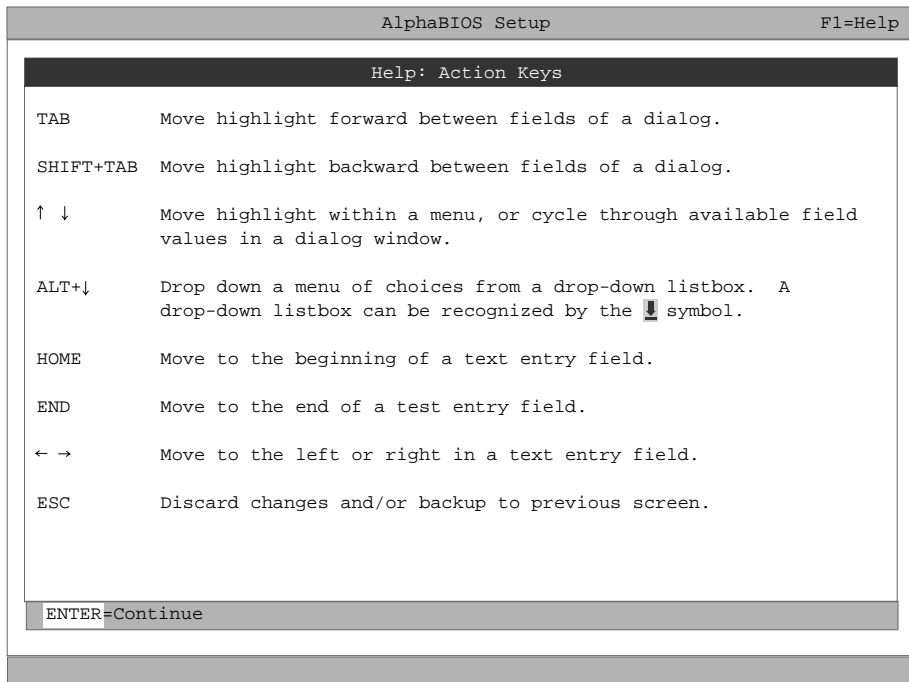 AlphaBIOS Setup F1=Help
Help: Action Keys
TAB Move highlight forward between fields of a dialog.
SHIFT+TAB Move highlight backward between fields of a dialog.
↑ ↓ Move highlight within a menu, or cycle through available field
values in a dialog window.
ALT+↓ Drop down a menu of choices from a drop-down listbox. A
drop-down listbox can be recognized by the ⬇ symbol.
HOME Move to the beginning of a text entry field.
END Move to the end of a test entry field.
← → Move to the left or right in a text entry field.
ESC Discard changes and/or backup to previous screen.
ENTER=Continue